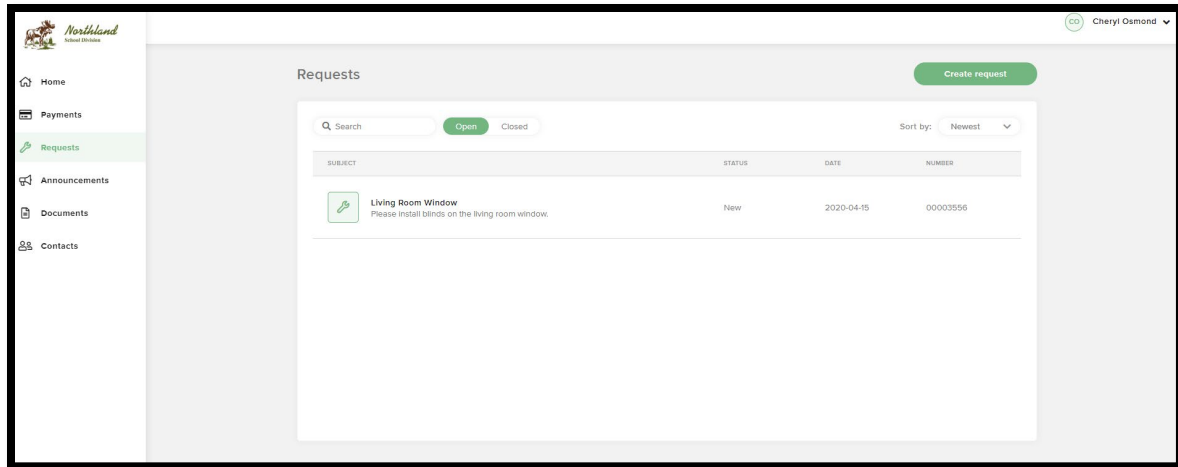 Northland
School Division
CO Cheryl Osmond
Home
Payments
Requests
Announcements
Documents
Contacts
Requests
Create request
Search Open Closed Sort by: Newest
SUBJECT STATUS DATE NUMBER
Living Room Window
Please install blinds on the living room window.
New 2020-04-15 00003556